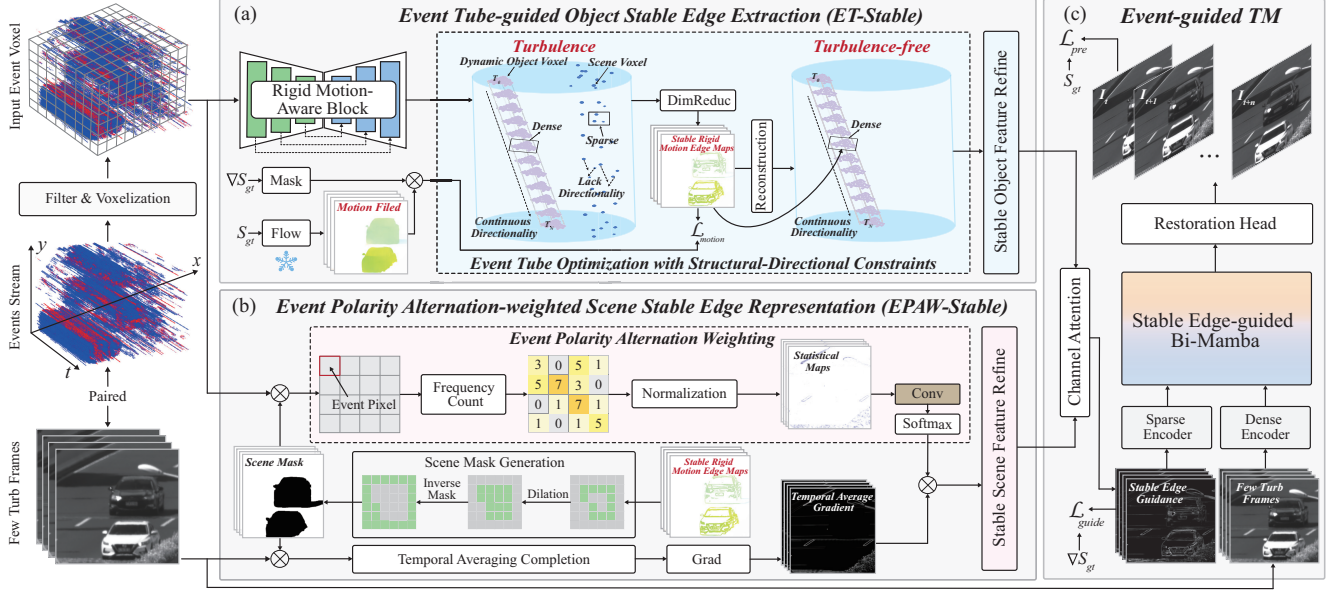 Input Event Voxel
Filter & Voxelization
Events Stream
y
x
t
Paired
Few Turb Frames
(a)
Event Tube-guided Object Stable Edge Extraction (ET-Stable)
Rigid Motion-
Aware Block
∇S_gt
Mask
S_gt
Flow
Motion Filed
Turbulence
Dynamic Object Voxel
Scene Voxel
Dense
Sparse
Lack
Directionality
Continuous
Directionality
DimReduc
Stable Rigid
Motion Edge Maps
ℒ_motion
Reconstruction
Turbulence-free
Dense
Continuous
Directionality
Event Tube Optimization with Structural-Directional Constraints
Stable Object Feature Refine
(b)
Event Polarity Alternation-weighted Scene Stable Edge Representation (EPAW-Stable)
Event Polarity Alternation Weighting
Event Pixel
Frequency
Count
3 0 5 1
5 7 3 0
0 1 7 1
1 0 1 5
Normalization
Statistical
Maps
Conv
Softmax
Scene Mask
Scene Mask Generation
Inverse
Mask
Dilation
Stable Rigid
Motion Edge Maps
Temporal Average
Gradient
Temporal Averaging Completion
Grad
Stable Scene Feature Refine
Channel Attention
(c)
Event-guided TM
ℒ_pre
S_gt
I_t
I_t+1
I_t+n
...
Restoration Head
Stable Edge-guided
Bi-Mamba
Sparse
Encoder
Dense
Encoder
Stable Edge
Guidance
Few Turb
Frames
ℒ_guide
∇S_gt